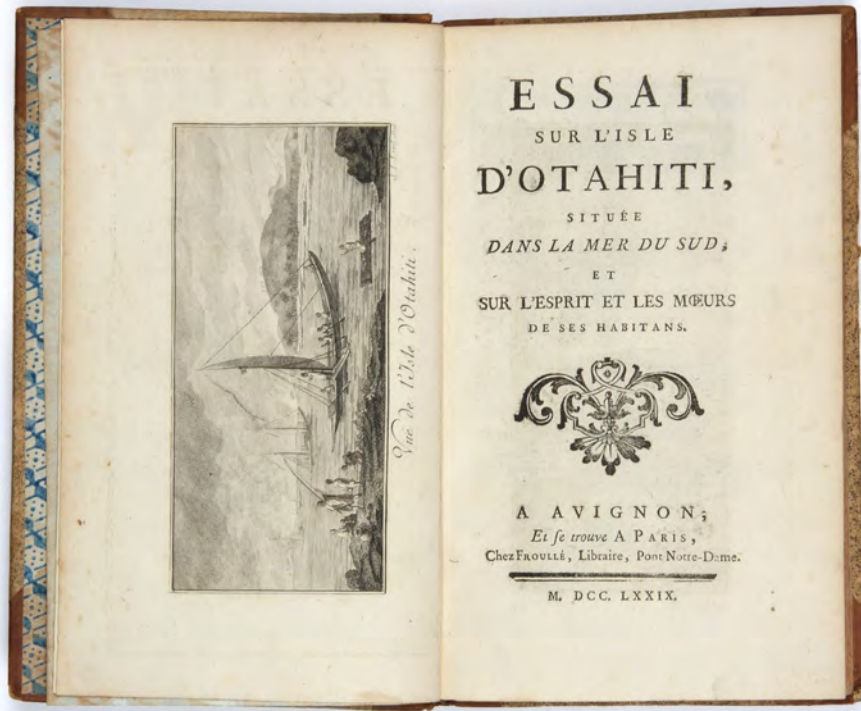 Vue de l'Isle d'Otahiti.
ESSAI
SUR L'ISLE
D'OTAHITI,
SITUÉE
DANS LA MER DU SUD;
ET
SUR L'ESPRIT ET LES MŒURS
DE SES HABITANS.
A AVIGNON;
Et se trouve A PARIS,
Chez FROULLÉ, Libraire, Pont Notre-Dame.
M. DCC. LXXIX.